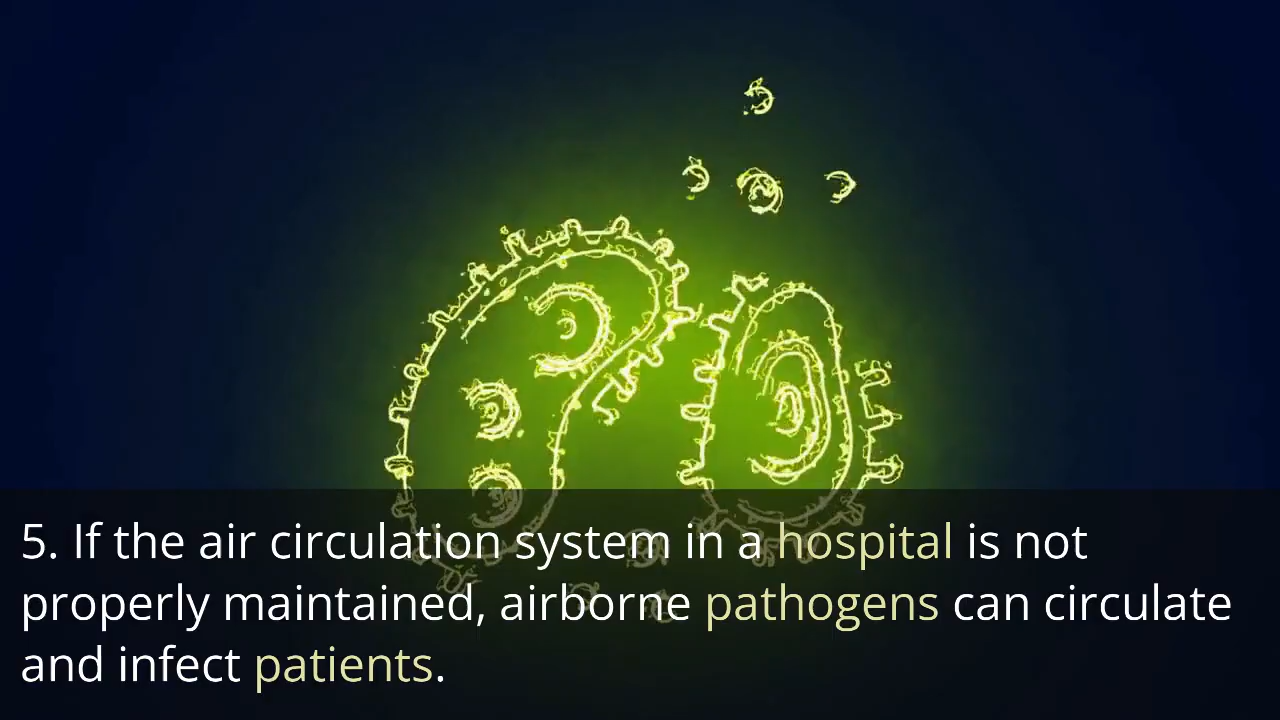 5. If the air circulation system in a hospital is not
properly maintained, airborne pathogens can circulate
and infect patients.